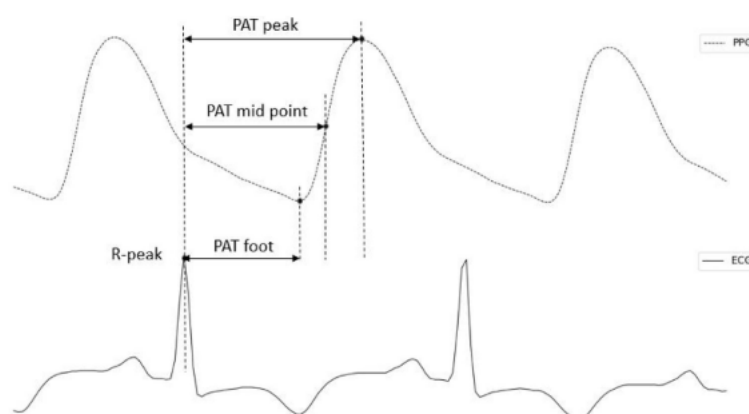 PAT peak
PPG
PAT mid point
PAT foot
R-peak
ECG